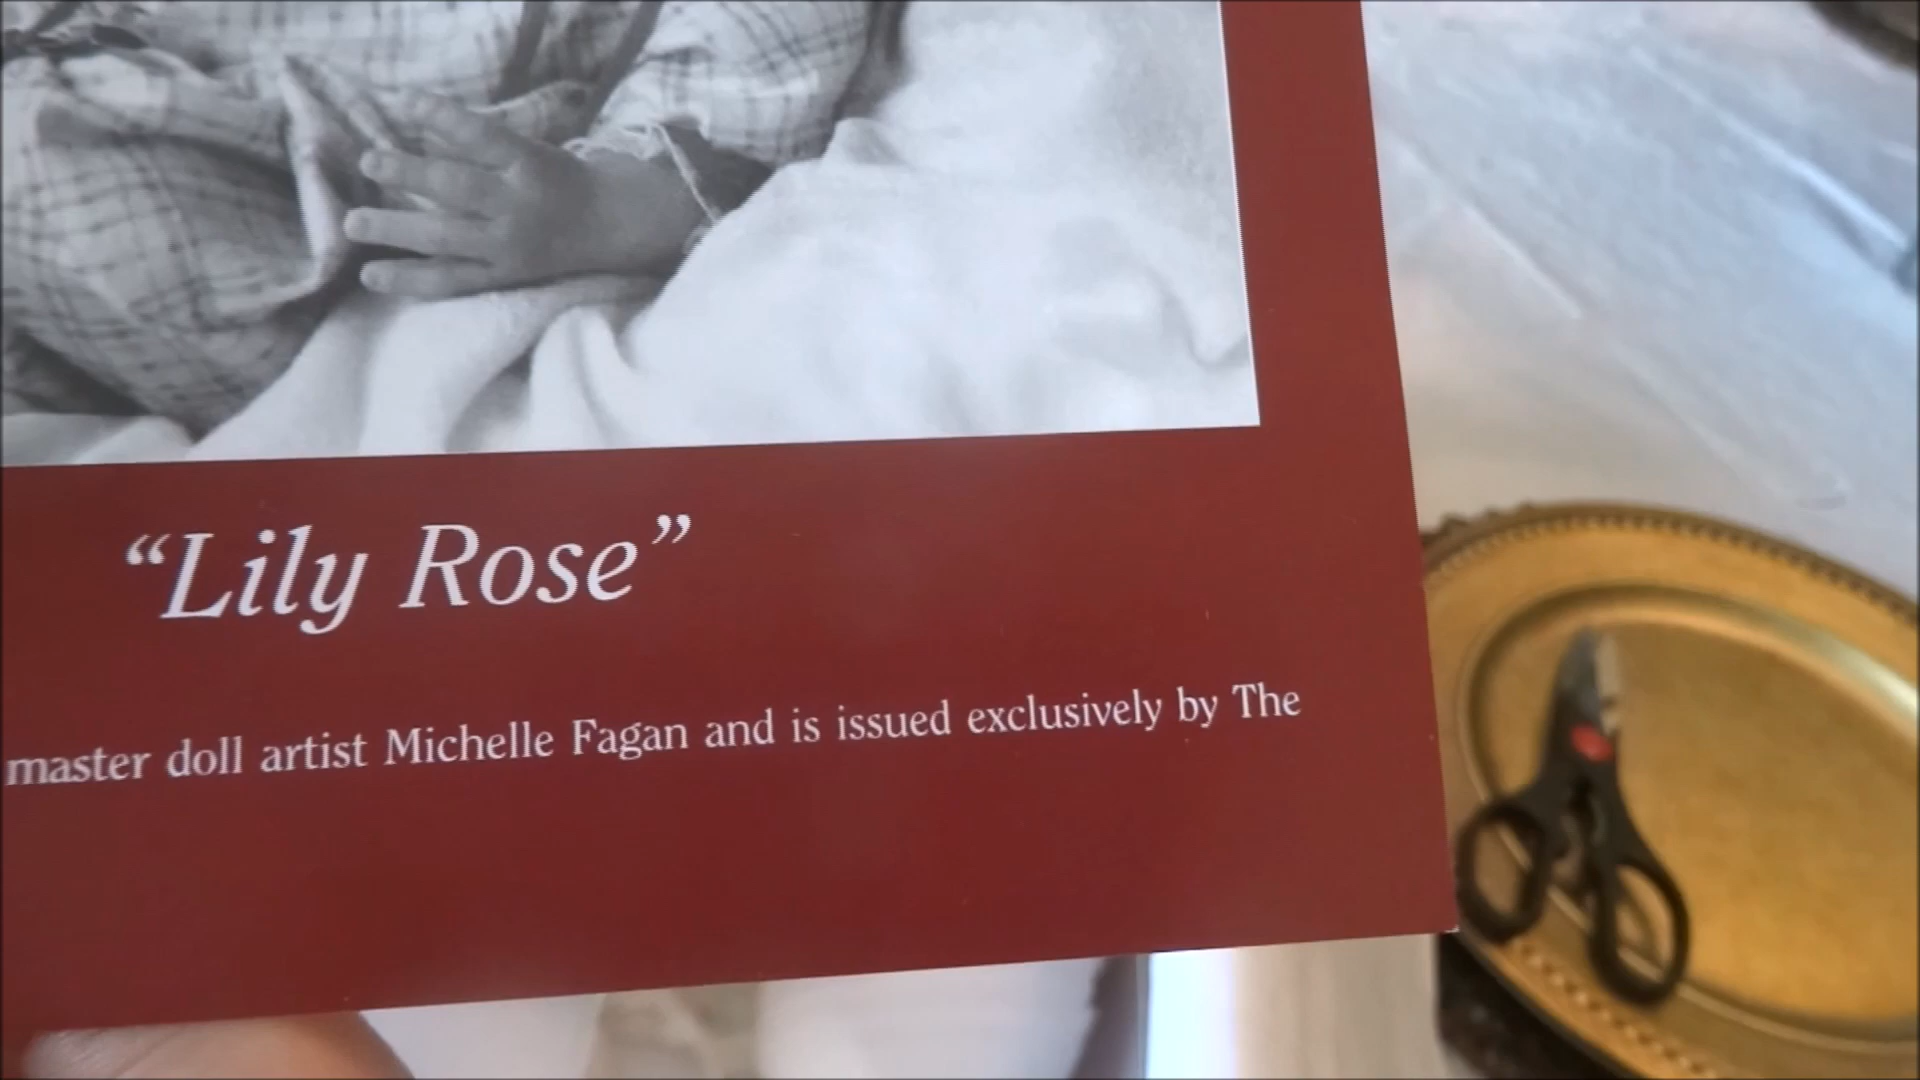 “Lily Rose”
master doll artist Michelle Fagan and is issued exclusively by The